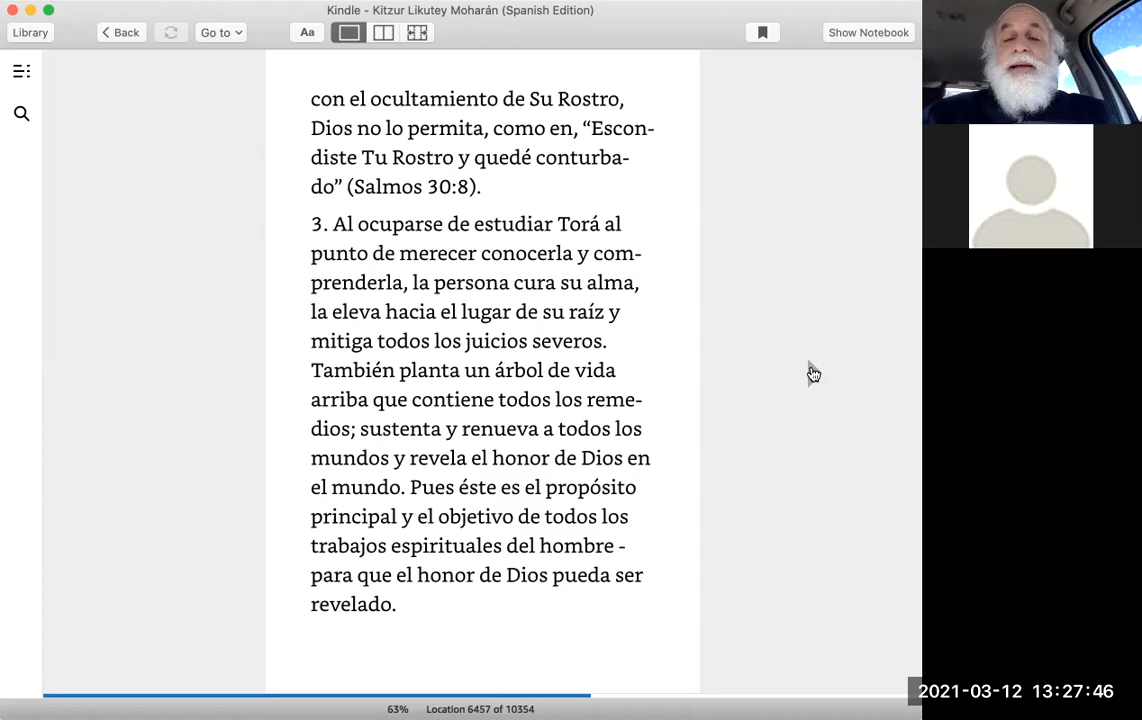 Kindle - Kitzur Likutey Moharán (Spanish Edition)
Library
Back
Go to
Aa
Show Notebook
con el ocultamiento de Su Rostro,
Dios no lo permita, como en, “Escon-
diste Tu Rostro y quedé conturba-
do” (Salmos 30:8).
3. Al ocuparse de estudiar Torá al
punto de merecer conocerla y com-
prenderla, la persona cura su alma,
la eleva hacia el lugar de su raíz y
mitiga todos los juicios severos.
También planta un árbol de vida
arriba que contiene todos los reme-
dios; sustenta y renueva a todos los
mundos y revela el honor de Dios en
el mundo. Pues éste es el propósito
principal y el objetivo de todos los
trabajos espirituales del hombre -
para que el honor de Dios pueda ser
revelado.
63% Location 6457 of 10354
2021-03-12 13:27:46